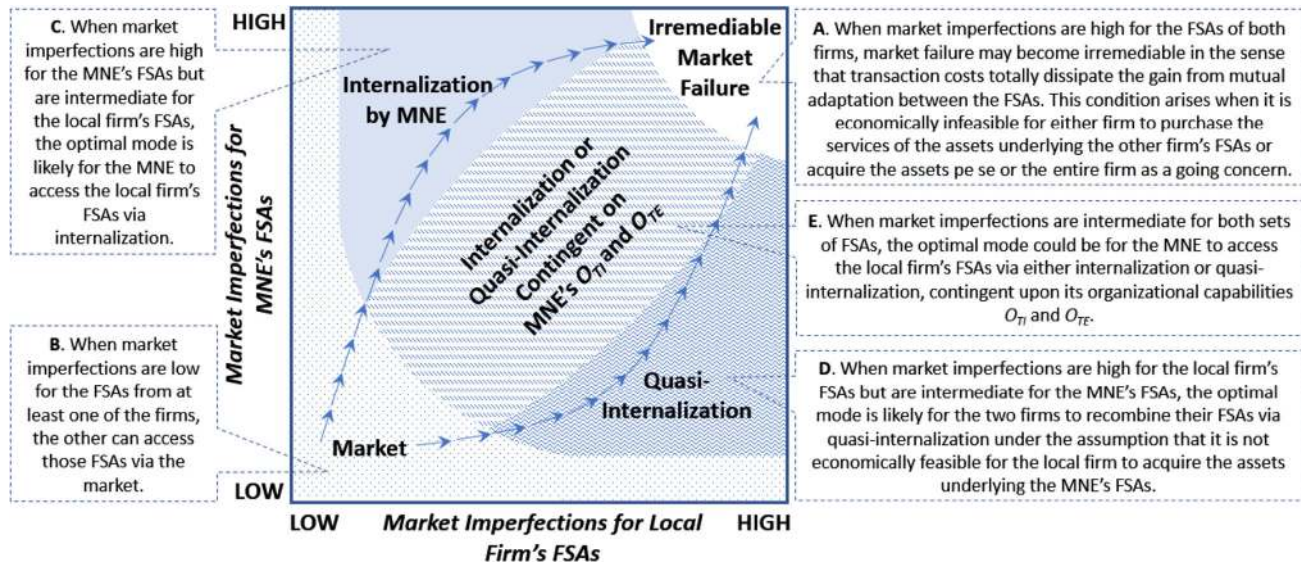 C. When market
imperfections are high
for the MNE's FSAs but
are intermediate for
the local firm's FSAs,
the optimal mode is
likely for the MNE to
access the local firm's
FSAs via
internalization.
B. When market
imperfections are low
for the FSAs from at
least one of the firms,
the other can access
those FSAs via the
market.
Market Imperfections for
MNE's FSAs
HIGH
LOW
Internalization
by MNE
Irremediable
Market
Failure
Internalization or
Quasi-Internalization
Contingent on
MNE's OTI and OTE
Quasi-
Internalization
Market
LOW
HIGH
Market Imperfections for Local
Firm's FSAs
A. When market imperfections are high for the FSAs of both
firms, market failure may become irremediable in the sense
that transaction costs totally dissipate the gain from mutual
adaptation between the FSAs. This condition arises when it is
economically infeasible for either firm to purchase the
services of the assets underlying the other firm's FSAs or
acquire the assets pe se or the entire firm as a going concern.
E. When market imperfections are intermediate for both sets
of FSAs, the optimal mode could be for the MNE to access
the local firm's FSAs via either internalization or quasi-
internalization, contingent upon its organizational capabilities
OTI and OTE.
D. When market imperfections are high for the local firm's
FSAs but are intermediate for the MNE's FSAs, the optimal
mode is likely for the two firms to recombine their FSAs via
quasi-internalization under the assumption that it is not
economically feasible for the local firm to acquire the assets
underlying the MNE's FSAs.